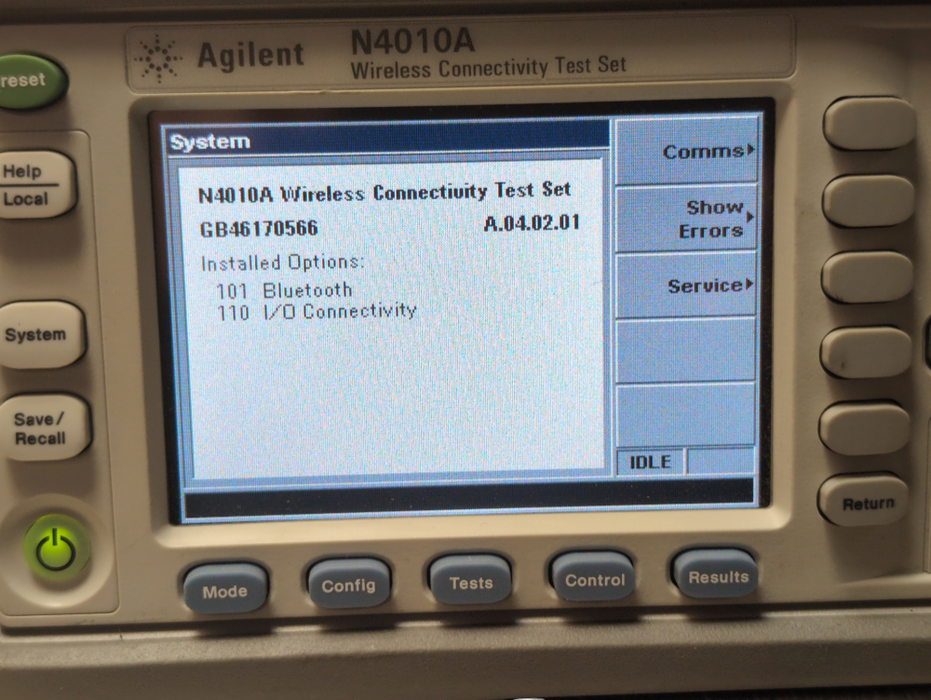 Agilent
N4010A
Wireless Connectivity Test Set
reset
Help
Local
System
Save/
Recall
System
N4010A Wireless Connectivity Test Set
GB46170566 A.04.02.01
Installed Options:
101 Bluetooth
110 I/O Connectivity
Comms
Show
Errors
Service
IDLE
Return
Mode
Config
Tests
Control
Results